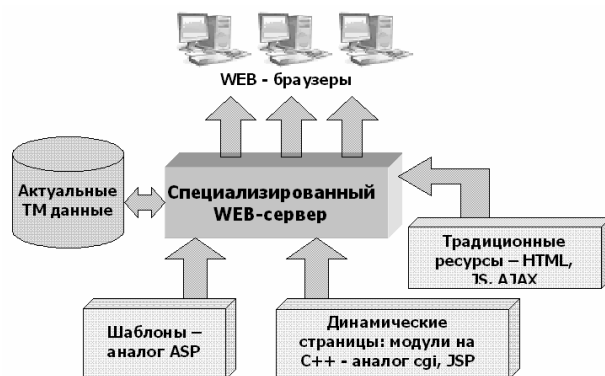 WEB - браузеры
Актуальные
ТМ данные
Специализированный
WEB-сервер
Традиционные
ресурсы – HTML,
JS, AJAX
Шаблоны –
аналог ASP
Динамические
страницы: модули на
C++ - аналог cgi, JSP